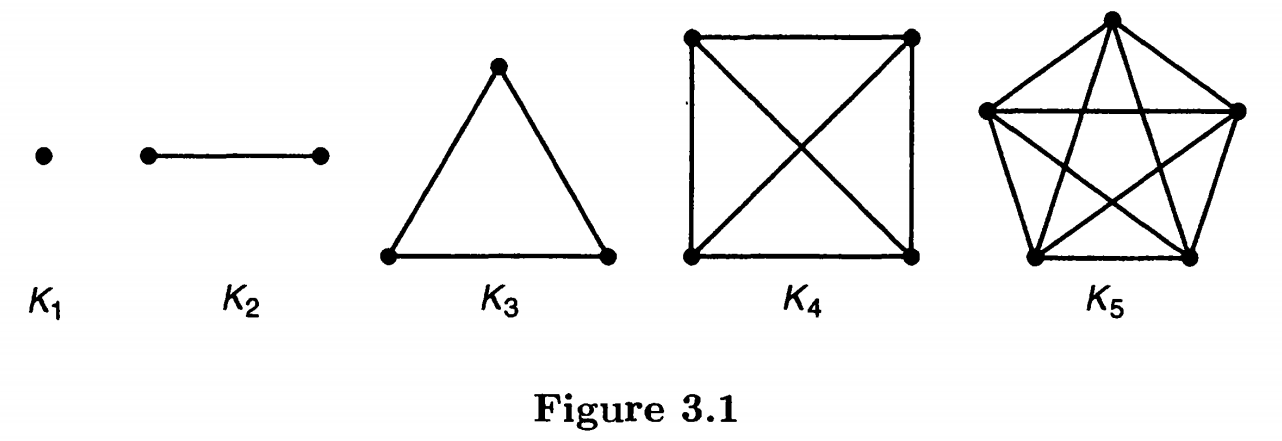 K₁ K₂ K₃ K₄ K₅
Figure 3.1